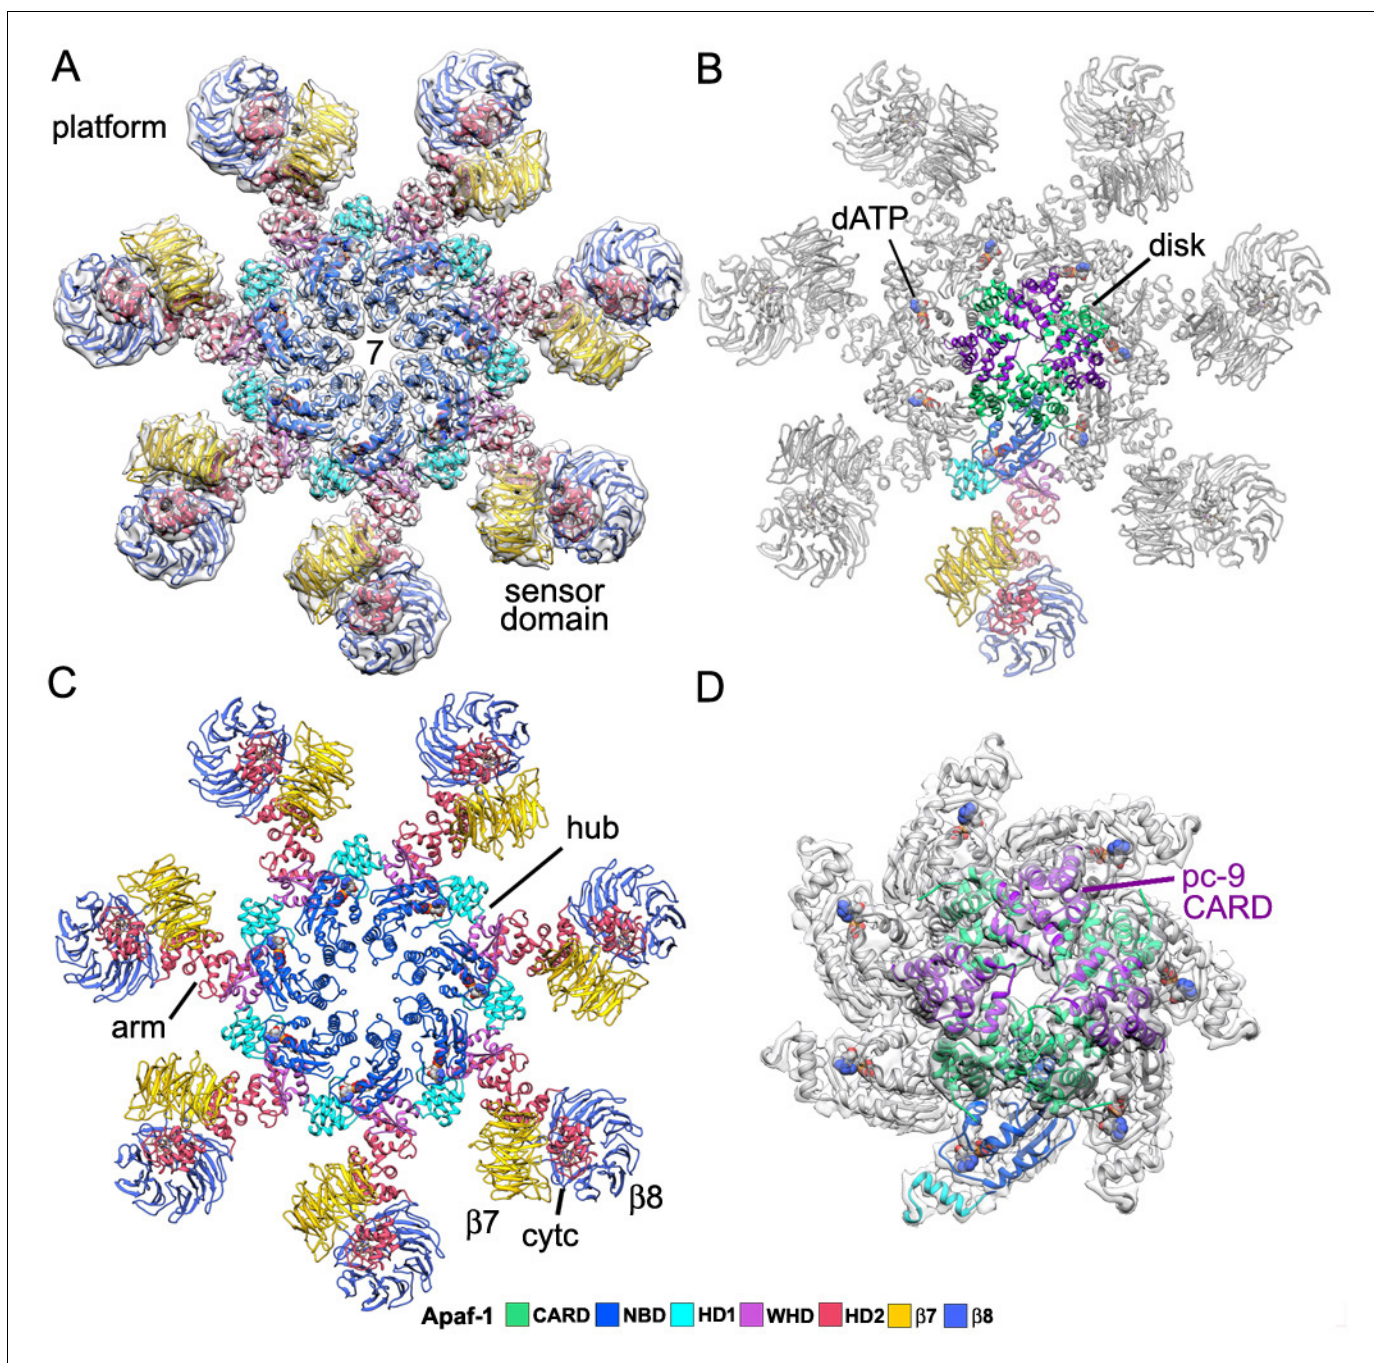 A
platform
7
sensor
domain
B
dATP
disk
C
hub
arm
β7
cytc
β8
D
pc-9
CARD
Apaf-1 CARD NBD HD1 WHD HD2 β7 β8